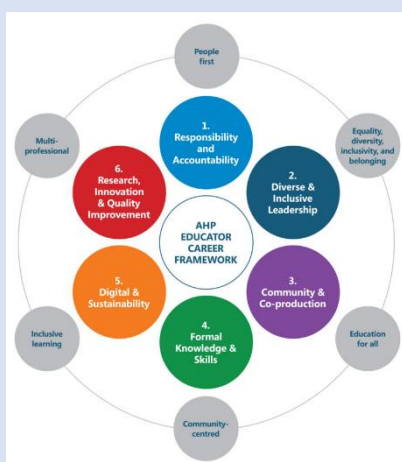 People
first
Multi-
professional
Equality,
diversity,
inclusivity, and
belonging
1.
Responsibility
and
Accountability
6.
Research,
Innovation
& Quality
Improvement
2.
Diverse &
Inclusive
Leadership
AHP
EDUCATOR
CAREER
FRAMEWORK
5.
Digital &
Sustainability
3.
Community &
Co-production
4.
Formal
Knowledge &
Skills
Inclusive
learning
Education
for all
Community-
centred